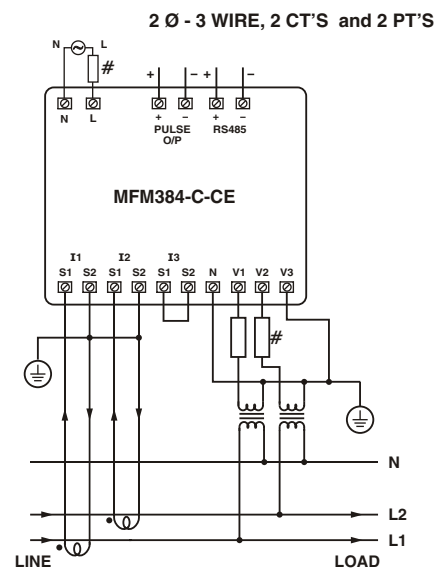 2 Ø - 3 WIRE, 2 CT'S and 2 PT'S
N L
#
+ - + -
N L + - + -
PULSE O/P RS485
MFM384-C-CE
I1 I2 I3
S1 S2 S1 S2 S1 S2 N V1 V2 V3
#
N
L2
L1
LINE LOAD